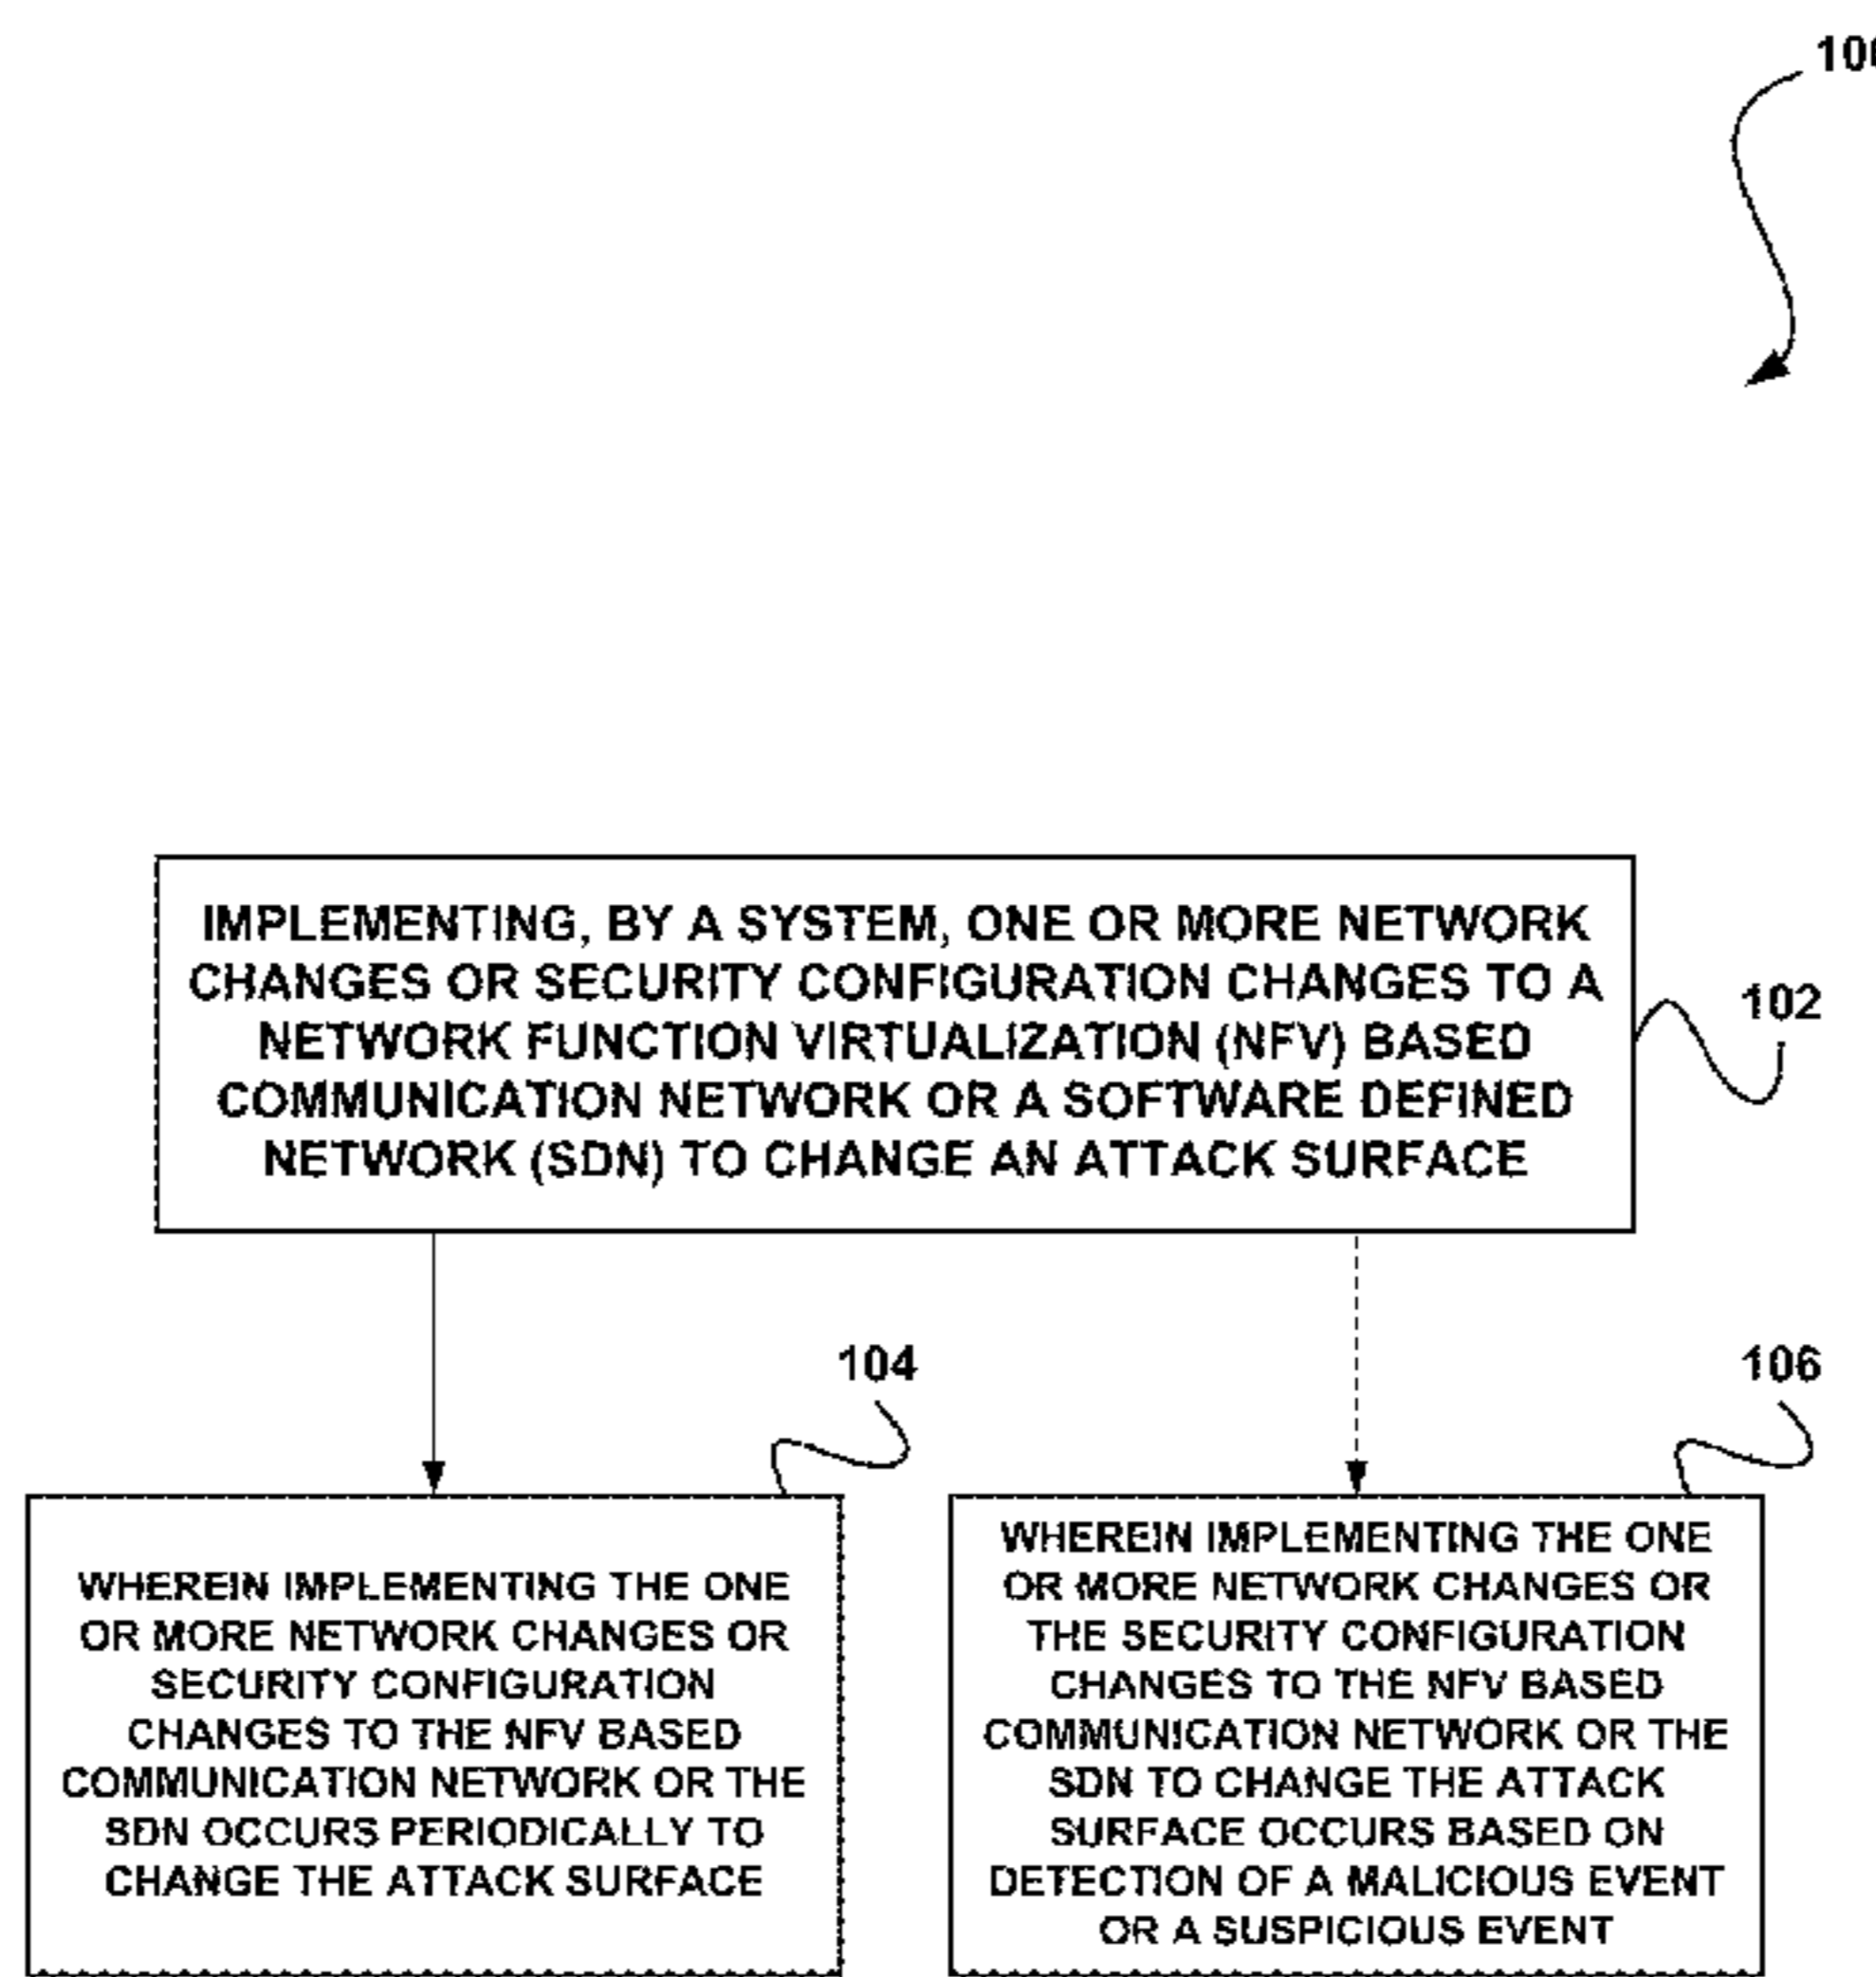 100
IMPLEMENTING, BY A SYSTEM, ONE OR MORE NETWORK
CHANGES OR SECURITY CONFIGURATION CHANGES TO A
NETWORK FUNCTION VIRTUALIZATION (NFV) BASED
COMMUNICATION NETWORK OR A SOFTWARE DEFINED
NETWORK (SDN) TO CHANGE AN ATTACK SURFACE
102
104
106
WHEREIN IMPLEMENTING THE ONE
OR MORE NETWORK CHANGES OR
SECURITY CONFIGURATION
CHANGES TO THE NFV BASED
COMMUNICATION NETWORK OR THE
SDN OCCURS PERIODICALLY TO
CHANGE THE ATTACK SURFACE
WHEREIN IMPLEMENTING THE ONE
OR MORE NETWORK CHANGES OR
THE SECURITY CONFIGURATION
CHANGES TO THE NFV BASED
COMMUNICATION NETWORK OR THE
SDN TO CHANGE THE ATTACK
SURFACE OCCURS BASED ON
DETECTION OF A MALICIOUS EVENT
OR A SUSPICIOUS EVENT